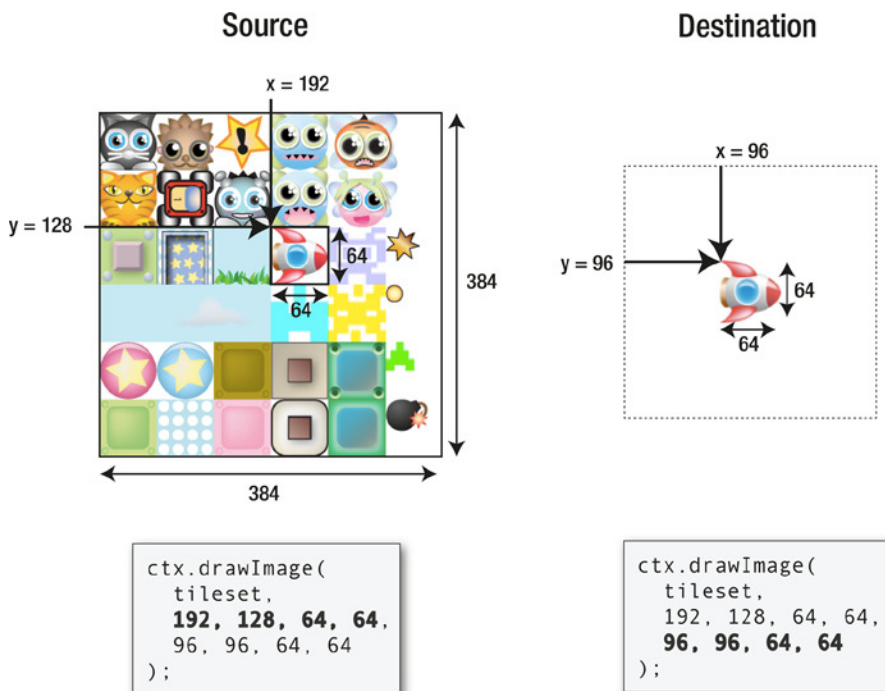 Source
Destination
x = 192
y = 128
64
64
384
384
x = 96
y = 96
64
64
ctx.drawImage(
tileset,
192, 128, 64, 64,
96, 96, 64, 64
);
ctx.drawImage(
tileset,
192, 128, 64, 64,
96, 96, 64, 64
);